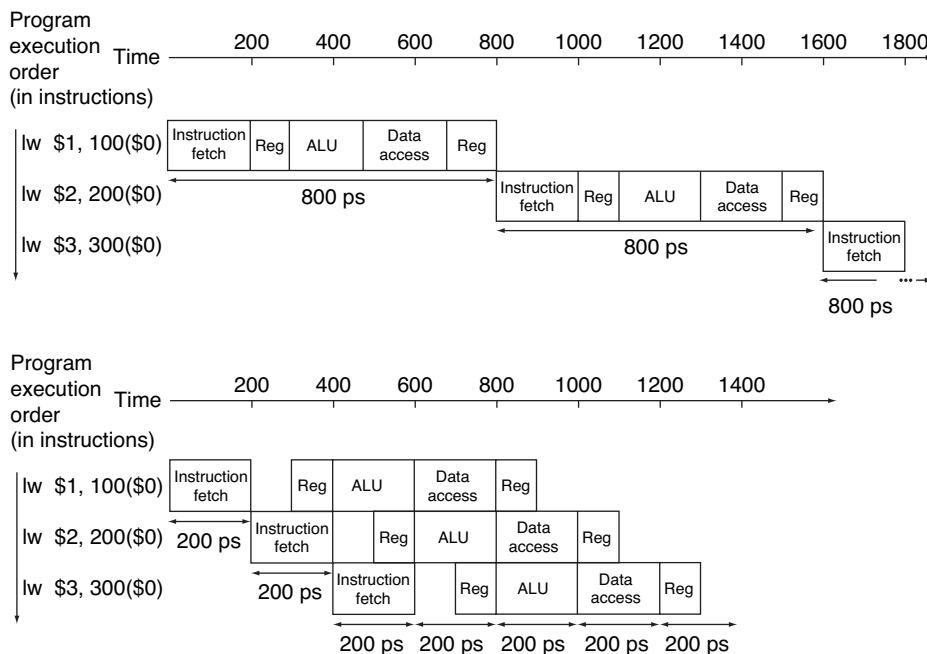 Program
execution
order
(in instructions)
Time
200 400 600 800 1000 1200 1400 1600 1800
lw $1, 100($0)
Instruction
fetch
Reg
ALU
Data
access
Reg
lw $2, 200($0)
800 ps
Instruction
fetch
Reg
ALU
Data
access
Reg
lw $3, 300($0)
800 ps
Instruction
fetch
...
800 ps
Program
execution
order
(in instructions)
Time
200 400 600 800 1000 1200 1400
lw $1, 100($0)
Instruction
fetch
Reg
ALU
Data
access
Reg
lw $2, 200($0)
200 ps
Instruction
fetch
Reg
ALU
Data
access
Reg
lw $3, 300($0)
200 ps
Instruction
fetch
Reg
ALU
Data
access
Reg
200 ps 200 ps 200 ps 200 ps 200 ps